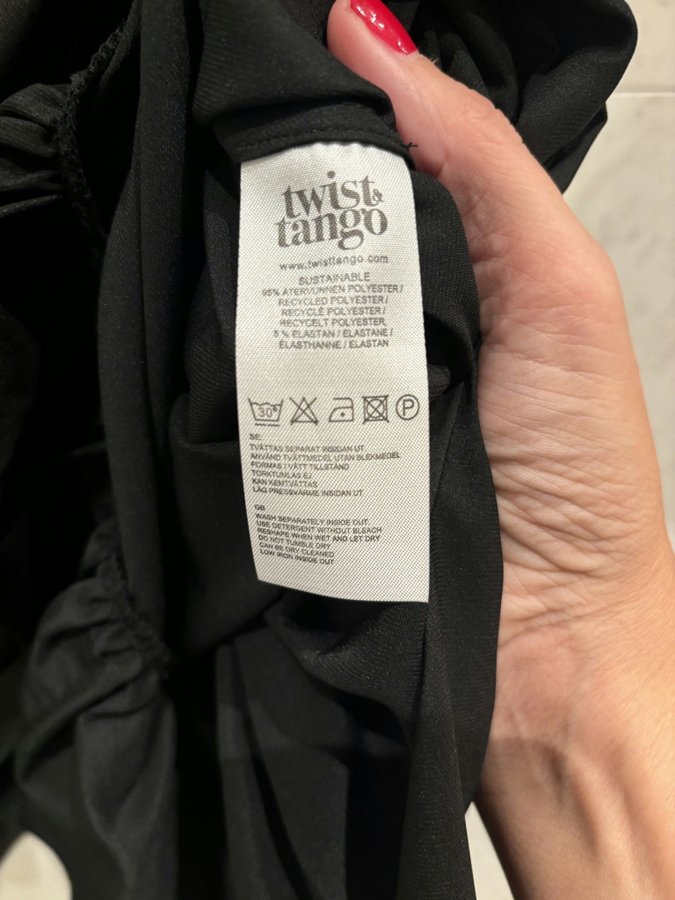 twist &
tango
www.twisttango.com
SUSTAINABLE
95% ÅTERVUNNEN POLYESTER /
RECYCLED POLYESTER /
RECYCLÉ POLYESTER /
RECYCELT POLYESTER,
5 % ELASTAN / ELASTANE /
ÉLASTHANNE / ELASTAN
30° P
SE:
TVÄTTAS SEPARAT INSIDAN UT.
ANVÄND TVÄTTMEDEL UTAN BLEKMEDEL
FORMAS I VÅTT TILLSTÅND
TORKTUMLAS EJ
KAN KEMTVÄTTAS
LÅG PRESSVÄRME INSIDAN UT
GB
WASH SEPARATELY INSIDE OUT.
USE DETERGENT WITHOUT BLEACH
RESHAPE WHEN WET AND LET DRY
DO NOT TUMBLE DRY
CAN BE DRY CLEANED
LOW IRON INSIDE OUT